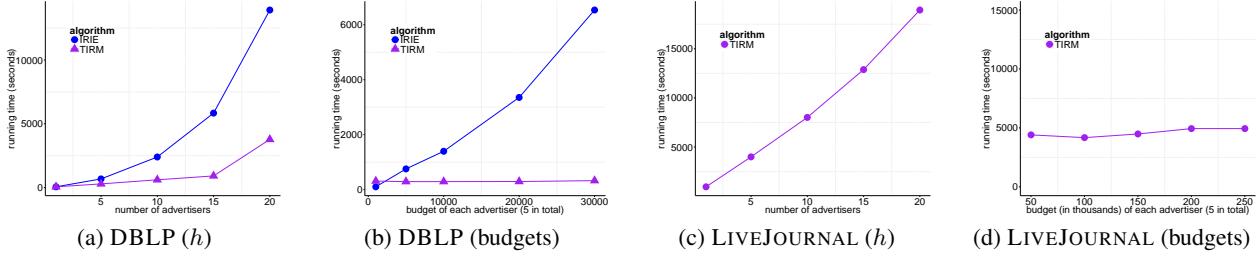 running time (seconds)
10000
5000
0
algorithm
IRIE
TIRM
5
10
15
20
number of advertisers
(a) DBLP (h)
running time (seconds)
6000
4000
2000
0
algorithm
IRIE
TIRM
0
10000
20000
30000
budget of each advertiser (5 in total)
(b) DBLP (budgets)
running time (seconds)
15000
10000
5000
algorithm
TIRM
5
10
15
20
number of advertisers
(c) LIVEJOURNAL (h)
running time (seconds)
15000
10000
5000
0
algorithm
TIRM
50
100
150
200
250
budget (in thousands) of each advertiser (5 in total)
(d) LIVEJOURNAL (budgets)